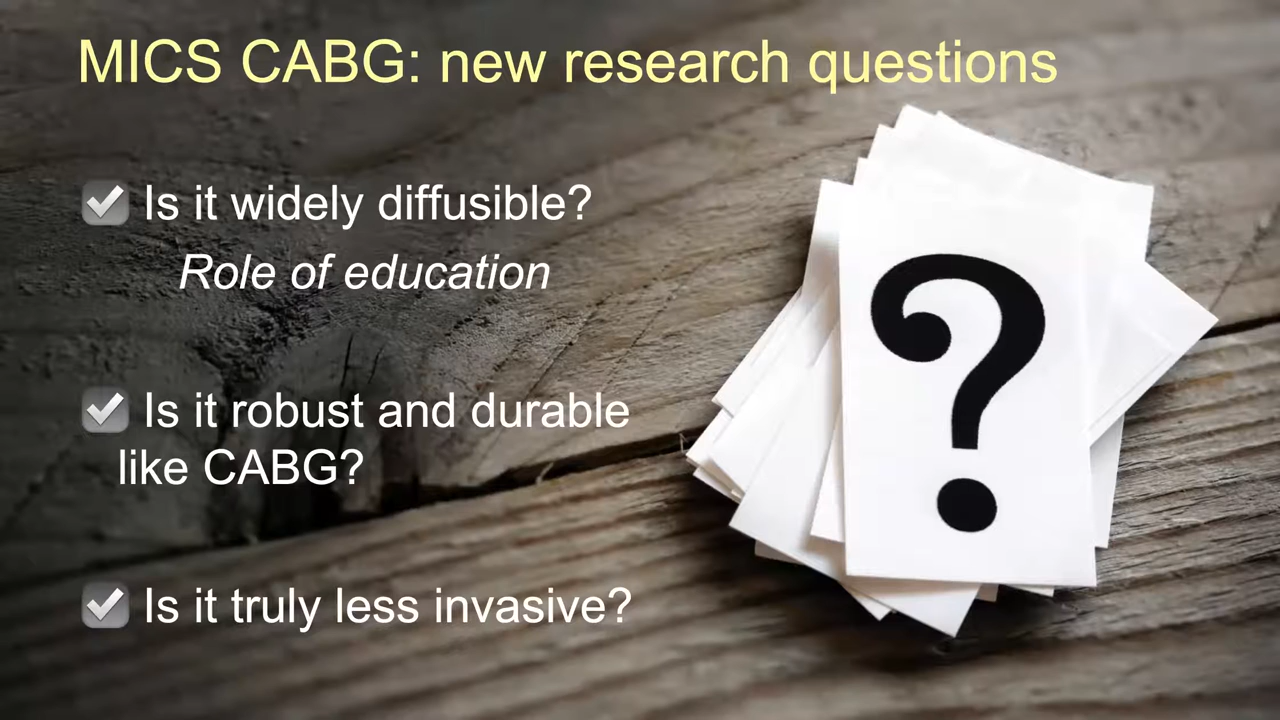 MICS CABG: new research questions
Is it widely diffusible?
Role of education
Is it robust and durable
like CABG?
Is it truly less invasive?
?